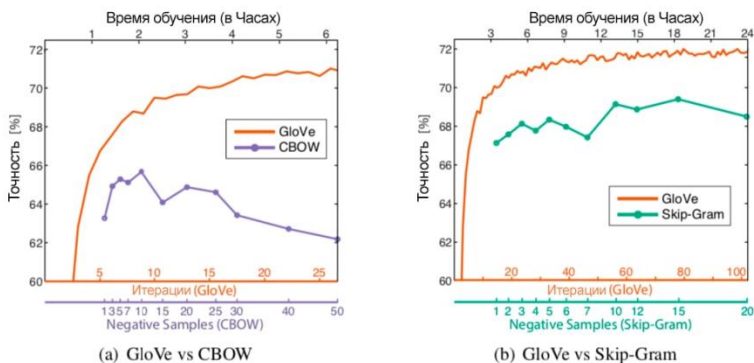 Время обучения (в Часах)
1 2 3 4 5 6
72
70
68
66
64
62
60
Точность [%]
GloVe
CBOW
5 10 15 20 25
Итерации (GloVe)
1 3 5 7 10 15 20 25 30 40 50
Negative Samples (CBOW)
(a) GloVe vs CBOW
Время обучения (в Часах)
3 6 9 12 15 18 21 24
72
70
68
66
64
62
60
Точность [%]
GloVe
Skip-Gram
20 40 60 80 100
Итерации (GloVe)
1 2 3 4 5 6 7 10 12 15 20
Negative Samples (Skip-Gram)
(b) GloVe vs Skip-Gram